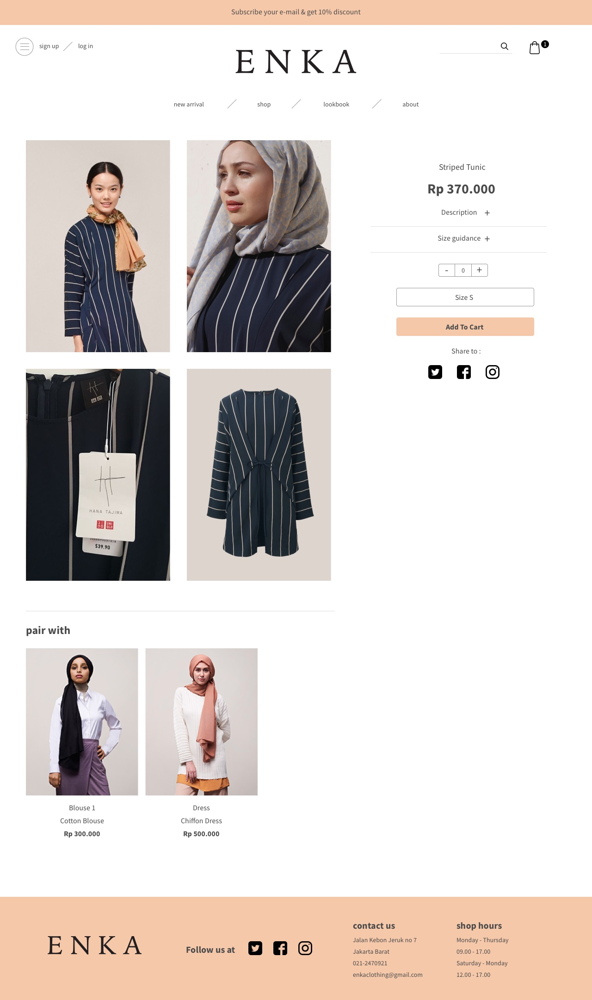 Subscribe your e-mail & get 10% discount
sign up
log in
1
ENKA
new arrival
shop
lookbook
about
Striped Tunic
Rp 370.000
Description +
Size guidance +
- 0 +
Size S
Add To Cart
Share to :
HANA TAJIMA
ユニ
クロ
UNI
QLO
$39.90
pair with
Blouse 1
Cotton Blouse
Rp 300.000
Dress
Chiffon Dress
Rp 500.000
ENKA
Follow us at
contact us
Jalan Kebon Jeruk no 7
Jakarta Barat
021-2470921
enkaclothing@gmail.com
shop hours
Monday - Thursday
09.00 - 17.00
Saturday - Monday
12.00 - 17.00